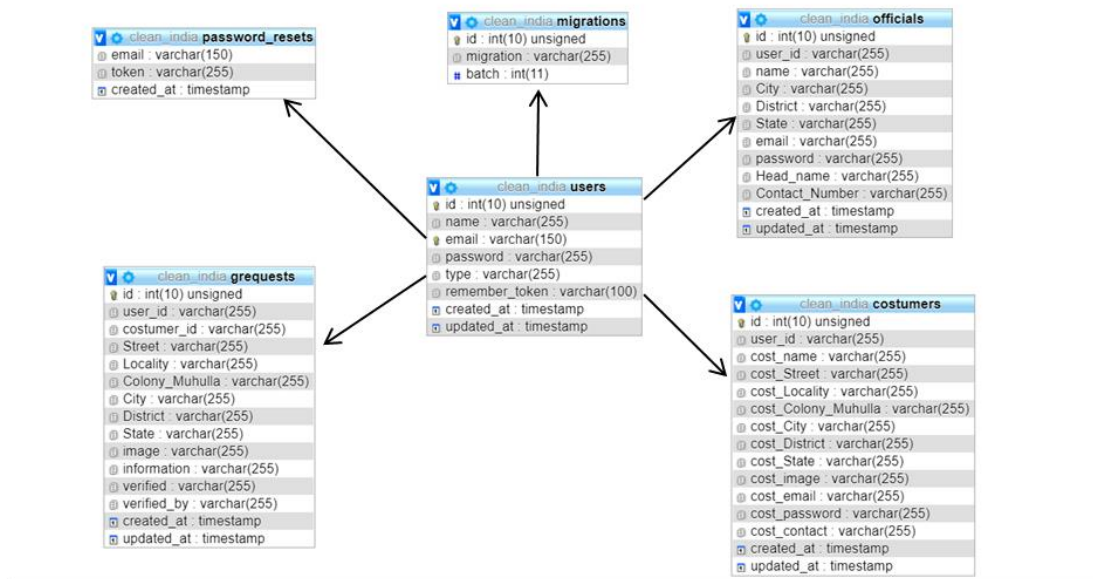 clean_india password_resets
email : varchar(150)
token : varchar(255)
created_at : timestamp
clean_india migrations
id : int(10) unsigned
migration : varchar(255)
batch : int(11)
clean_india officials
id : int(10) unsigned
user_id : varchar(255)
name : varchar(255)
City : varchar(255)
District : varchar(255)
State : varchar(255)
email : varchar(255)
password : varchar(255)
Head_name : varchar(255)
Contact_Number : varchar(255)
created_at : timestamp
updated_at : timestamp
clean_india users
id : int(10) unsigned
name : varchar(255)
email : varchar(150)
password : varchar(255)
type : varchar(255)
remember_token : varchar(100)
created_at : timestamp
updated_at : timestamp
clean_india grequests
id : int(10) unsigned
user_id : varchar(255)
costumer_id : varchar(255)
Street : varchar(255)
Locality : varchar(255)
Colony_Muhulla : varchar(255)
City : varchar(255)
District : varchar(255)
State : varchar(255)
image : varchar(255)
information : varchar(255)
verified : varchar(255)
verified_by : varchar(255)
created_at : timestamp
updated_at : timestamp
clean_india costumers
id : int(10) unsigned
user_id : varchar(255)
cost_name : varchar(255)
cost_Street : varchar(255)
cost_Locality : varchar(255)
cost_Colony_Muhulla : varchar(255)
cost_City : varchar(255)
cost_District : varchar(255)
cost_State : varchar(255)
cost_image : varchar(255)
cost_email : varchar(255)
cost_password : varchar(255)
cost_contact : varchar(255)
created_at : timestamp
updated_at : timestamp